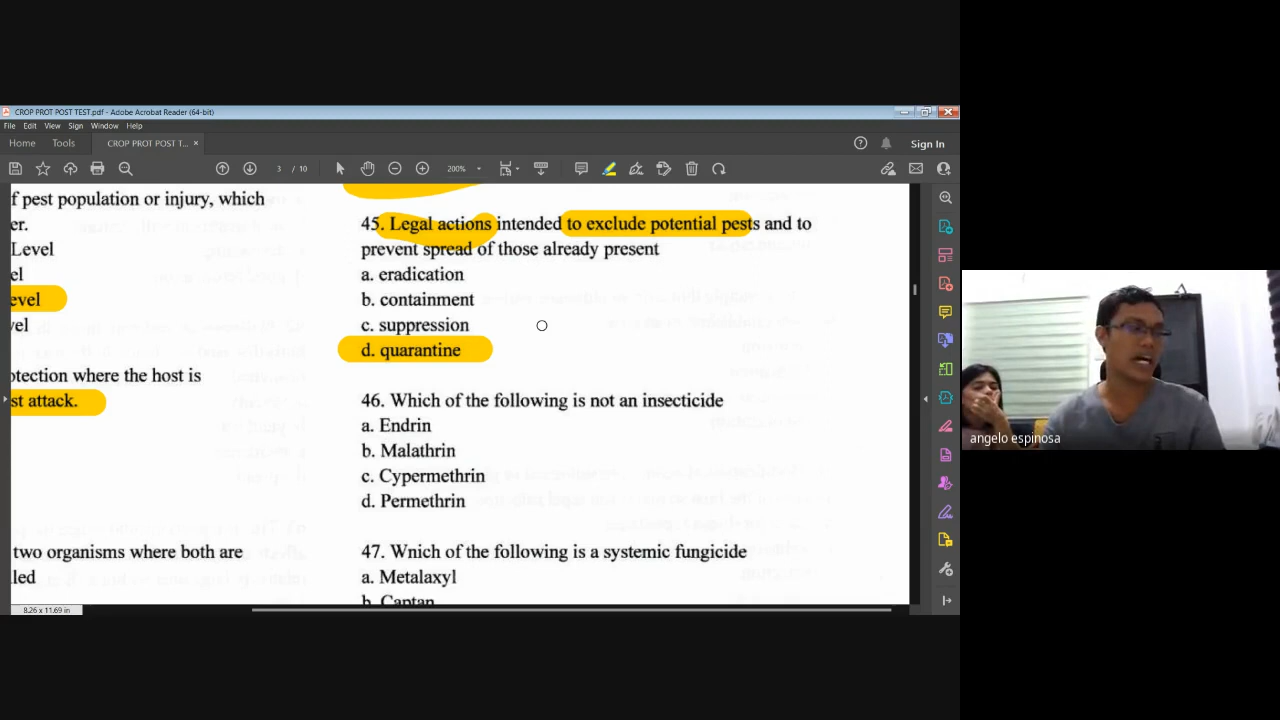 CROP PROT POST TEST.pdf - Adobe Acrobat Reader (64-bit)
File Edit View Sign Window Help
Home Tools CROP PROT POST T... ×
Sign In
3 / 10
200%
f pest population or injury, which
er.
Level
el
evel
vel
otection where the host is
st attack.
two organisms where both are
lled
45. Legal actions intended to exclude potential pests and to
prevent spread of those already present
a. eradication
b. containment
c. suppression
d. quarantine
46. Which of the following is not an insecticide
a. Endrin
b. Malathrin
c. Cypermethrin
d. Permethrin
47. Wnich of the following is a systemic fungicide
a. Metalaxyl
b. Captan
8.26 x 11.69 in
angelo espinosa